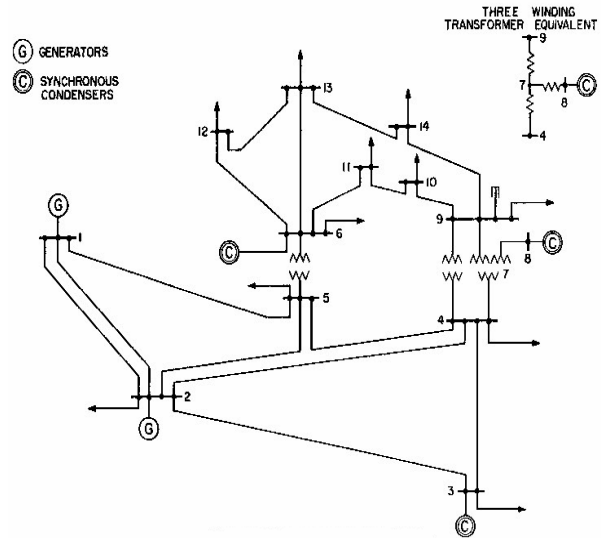 THREE WINDING
TRANSFORMER EQUIVALENT
G GENERATORS
C SYNCHRONOUS
CONDENSERS
9
7
C
8
4
13
12
14
11
10
G
1
6
9
C
C
8
7
5
4
2
G
3
C